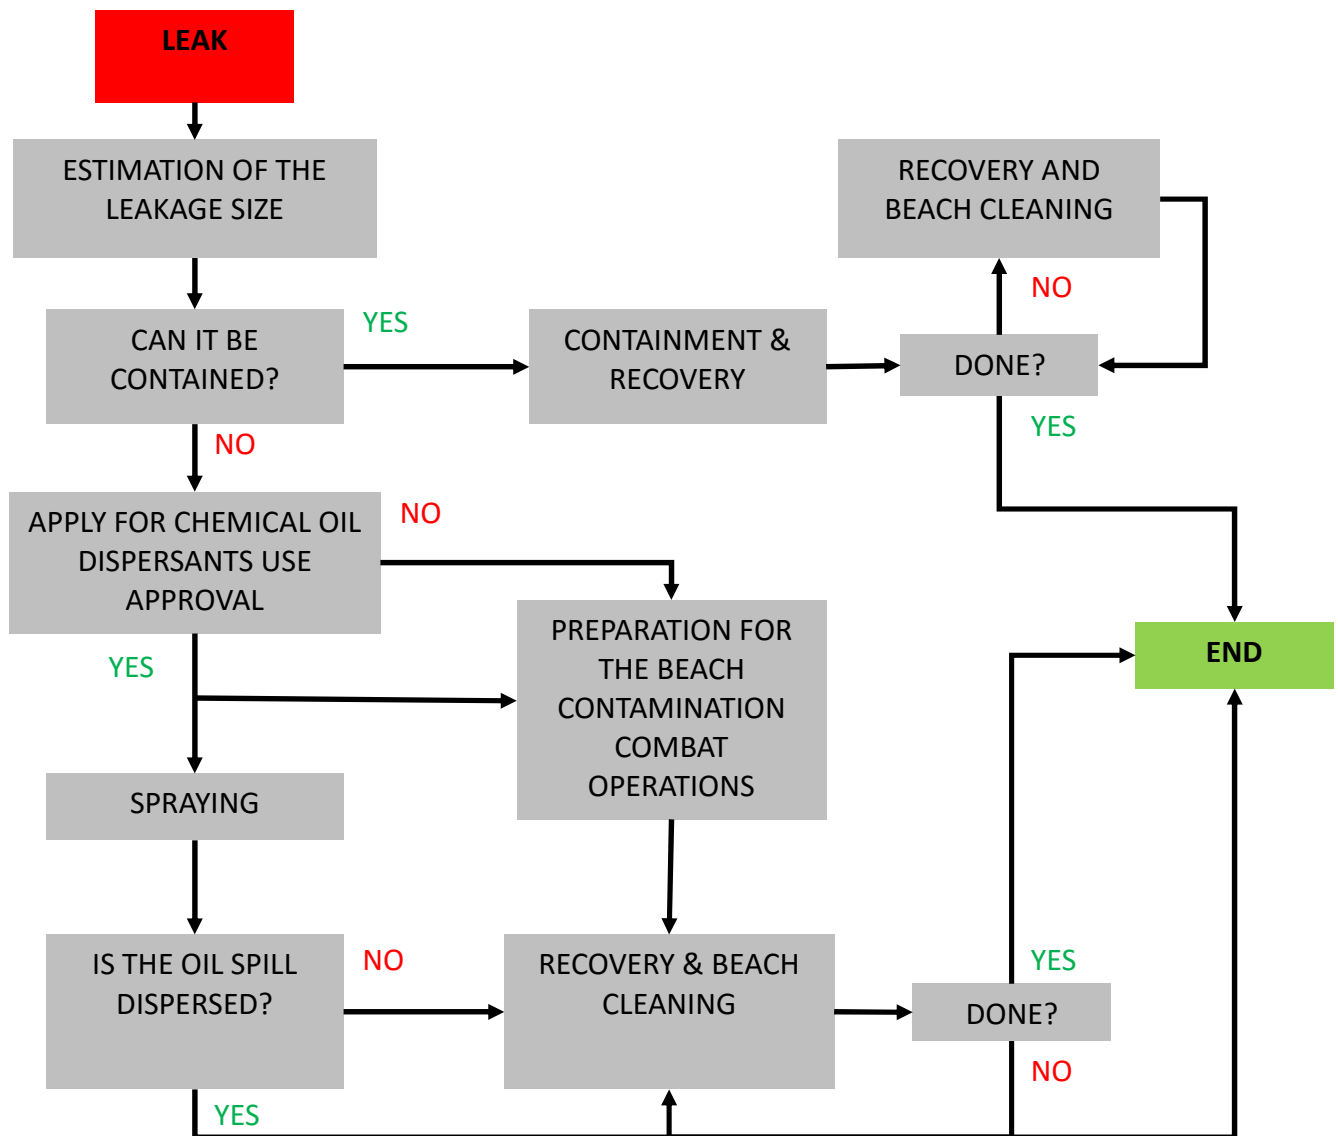 LEAK
ESTIMATION OF THE
LEAKAGE SIZE
RECOVERY AND
BEACH CLEANING
NO
YES
CAN IT BE
CONTAINED?
CONTAINMENT &
RECOVERY
DONE?
YES
NO
APPLY FOR CHEMICAL OIL
DISPERSANTS USE
APPROVAL
NO
YES
PREPARATION FOR
THE BEACH
CONTAMINATION
COMBAT
OPERATIONS
END
SPRAYING
IS THE OIL SPILL
DISPERSED?
NO
RECOVERY & BEACH
CLEANING
YES
DONE?
NO
YES